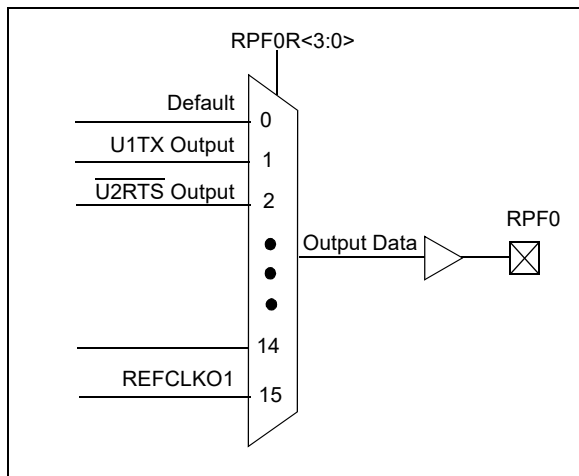 RPF0R<3:0>
Default
0
U1TX Output
1
U2RTS Output
2
RPF0
Output Data
14
REFCLKO1
15